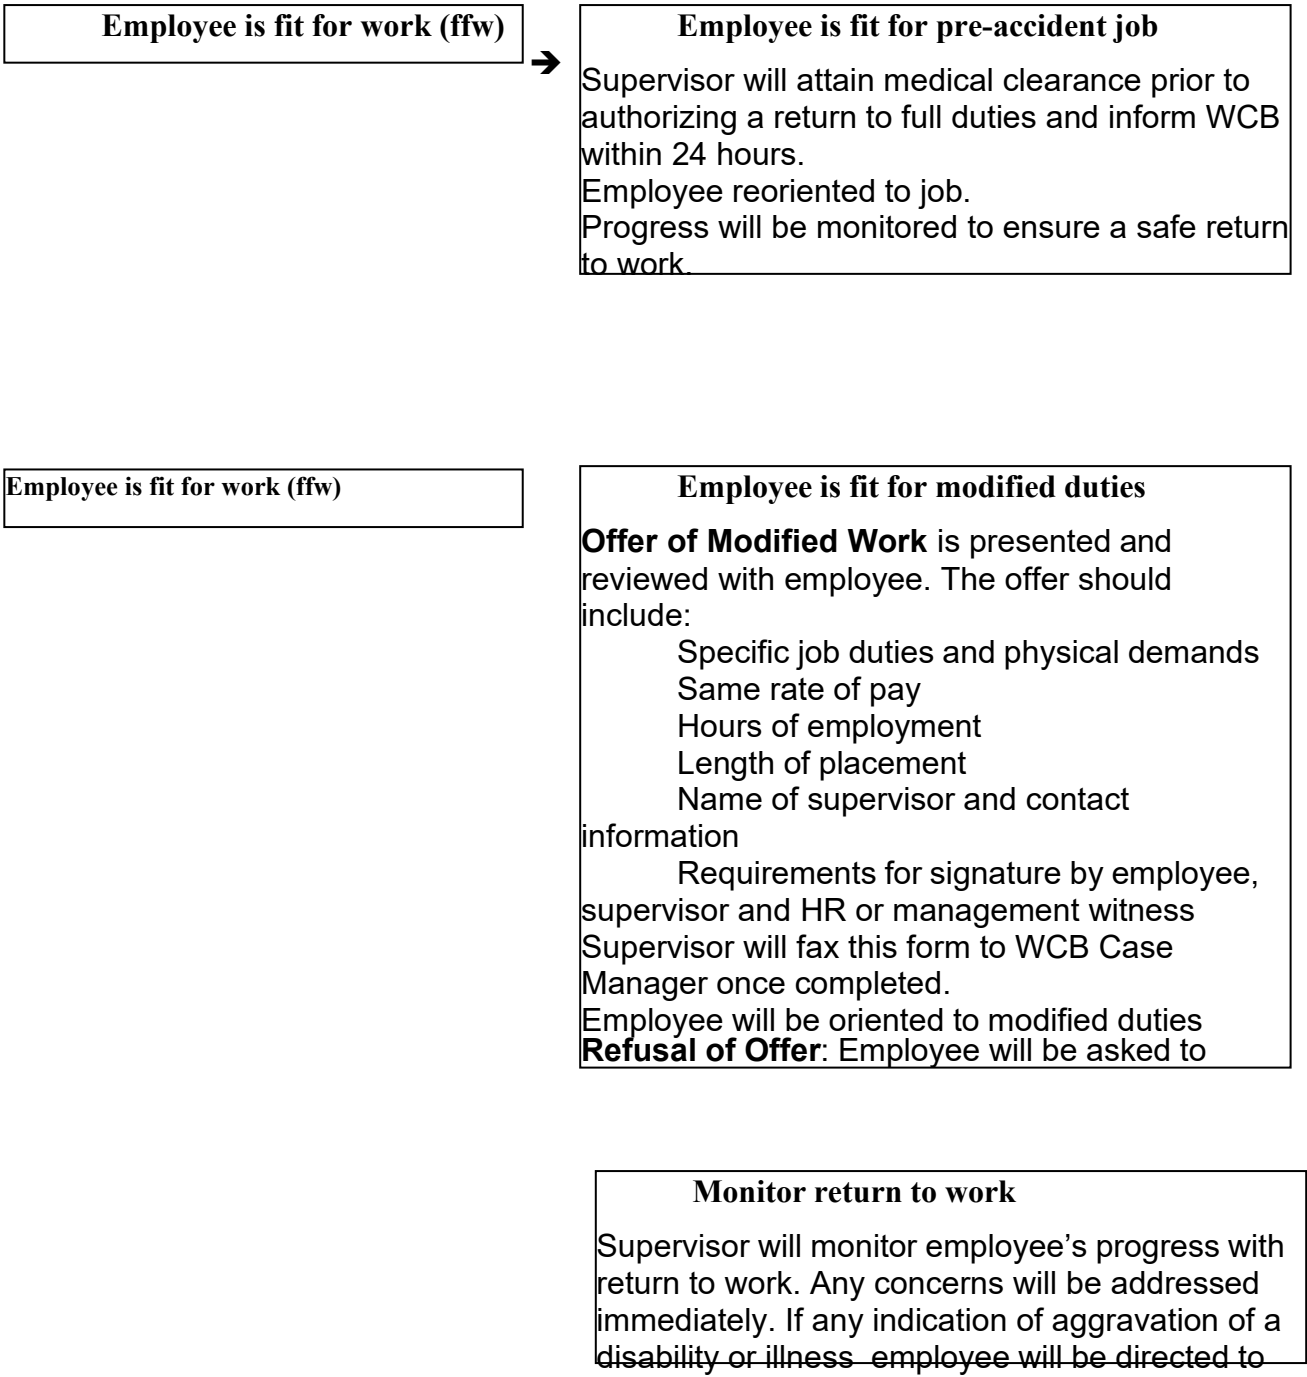 Employee is fit for work (ffw)
➔
Employee is fit for pre-accident job
Supervisor will attain medical clearance prior to
authorizing a return to full duties and inform WCB
within 24 hours.
Employee reoriented to job.
Progress will be monitored to ensure a safe return
to work.
Employee is fit for work (ffw)
Employee is fit for modified duties
Offer of Modified Work is presented and
reviewed with employee. The offer should
include:
Specific job duties and physical demands
Same rate of pay
Hours of employment
Length of placement
Name of supervisor and contact
information
Requirements for signature by employee,
supervisor and HR or management witness
Supervisor will fax this form to WCB Case
Manager once completed.
Employee will be oriented to modified duties
Refusal of Offer: Employee will be asked to
Monitor return to work
Supervisor will monitor employee’s progress with
return to work. Any concerns will be addressed
immediately. If any indication of aggravation of a
disability or illness employee will be directed to